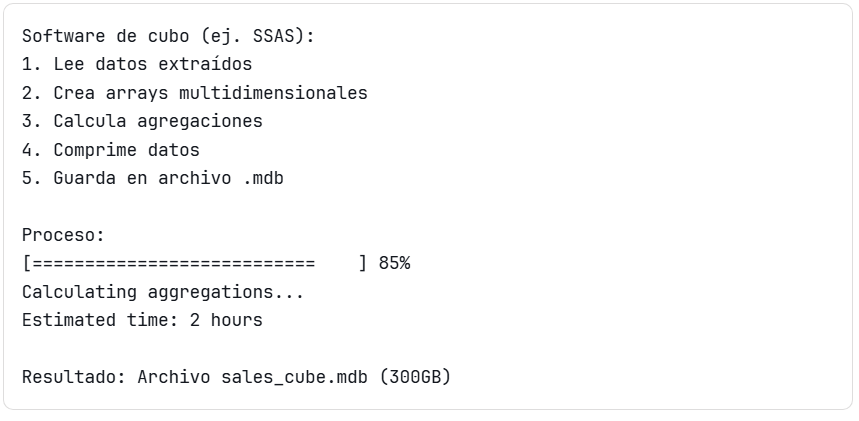 Software de cubo (ej. SSAS):
1. Lee datos extraídos
2. Crea arrays multidimensionales
3. Calcula agregaciones
4. Comprime datos
5. Guarda en archivo .mdb
Proceso:
[===========================    ] 85%
Calculating aggregations...
Estimated time: 2 hours
Resultado: Archivo sales_cube.mdb (300GB)